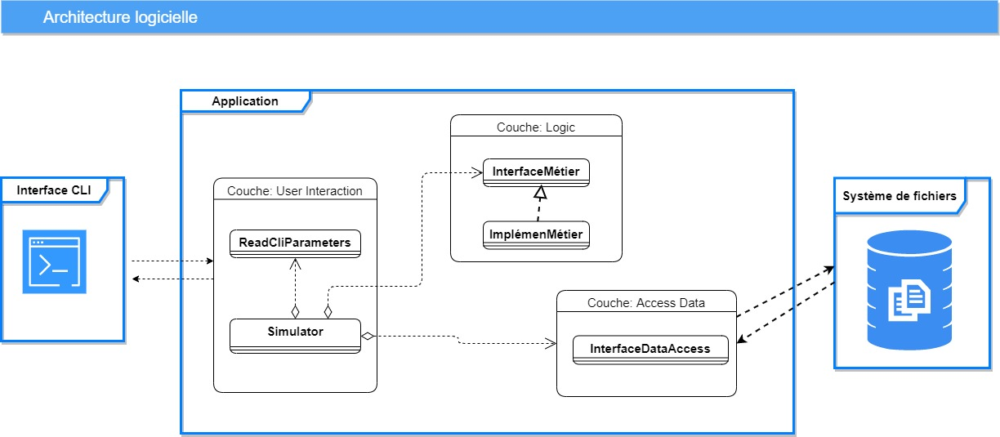 Architecture logicielle
Application
Couche: Logic
InterfaceMétier
ImplémenMétier
Interface CLI
Couche: User Interaction
ReadCliParameters
Simulator
Couche: Access Data
InterfaceDataAccess
Système de fichiers